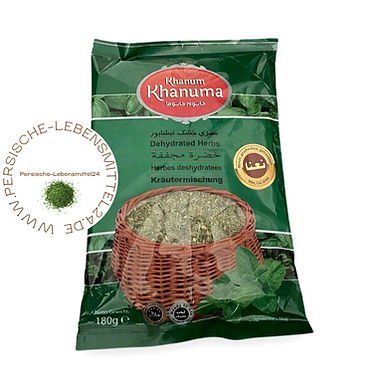 Khanum
Khanuma
خانوم خانوما
سبزی خشک نیشابور
Dehydrated Herbs
خضرة مجففة
Herbes deshydratees
Kräutermischung
نعنا
180g
WWW.PERSISCHE-LEBENSMITTEL24.DE
Persische-Lebensmittel24